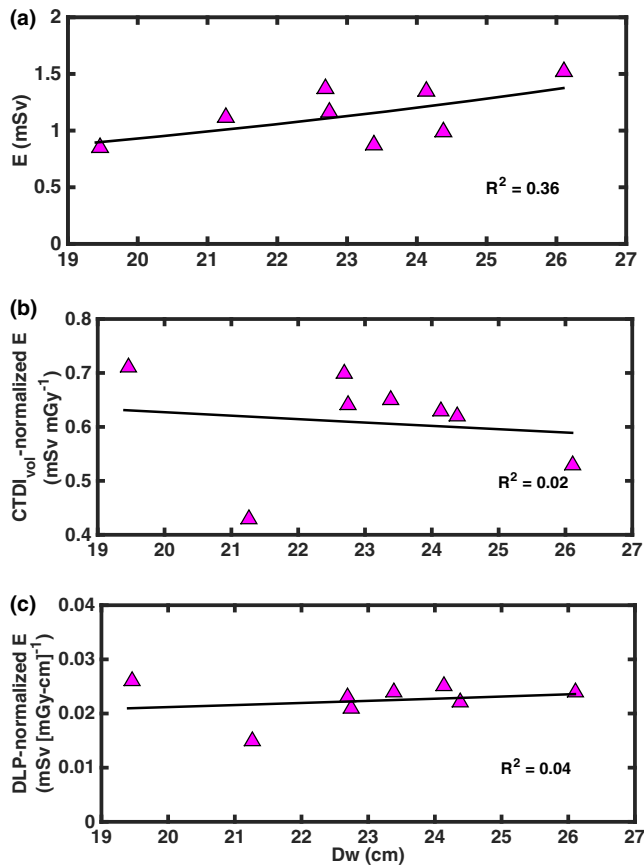 (a)
2
1.5
1
0.5
0
E (mSv)
R² = 0.36
19 20 21 22 23 24 25 26 27
(b)
0.8
0.7
0.6
0.5
0.4
CTDIvol-normalized E
(mSv mGy⁻¹)
R² = 0.02
19 20 21 22 23 24 25 26 27
(c)
0.04
0.03
0.02
0.01
0
DLP-normalized E
(mSv [mGy-cm]⁻¹)
R² = 0.04
19 20 21 22 23 24 25 26 27
Dw (cm)